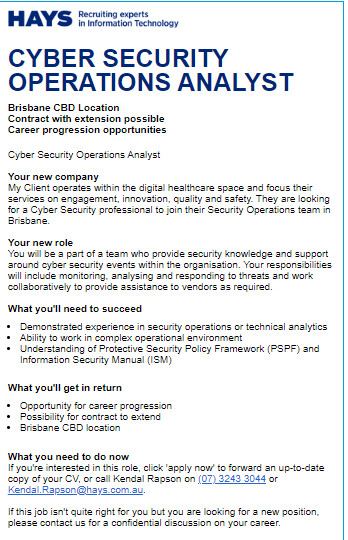 HAYS Recruiting experts
in Information Technology
CYBER SECURITY
OPERATIONS ANALYST
Brisbane CBD Location
Contract with extension possible
Career progression opportunities
Cyber Security Operations Analyst
Your new company
My Client operates within the digital healthcare space and focus their
services on engagement, innovation, quality and safety. They are looking
for a Cyber Security professional to join their Security Operations team in
Brisbane.
Your new role
You will be a part of a team who provide security knowledge and support
around cyber security events within the organisation. Your responsibilities
will include monitoring, analysing and responding to threats and work
collaboratively to provide assistance to vendors as required.
What you'll need to succeed
• Demonstrated experience in security operations or technical analytics
• Ability to work in complex operational environment
• Understanding of Protective Security Policy Framework (PSPF) and
Information Security Manual (ISM)
What you'll get in return
• Opportunity for career progression
• Possibility for contract to extend
• Brisbane CBD location
What you need to do now
If you're interested in this role, click 'apply now' to forward an up-to-date
copy of your CV, or call Kendal Rapson on (07) 3243 3044 or
Kendal.Rapson@hays.com.au.
If this job isn't quite right for you but you are looking for a new position,
please contact us for a confidential discussion on your career.